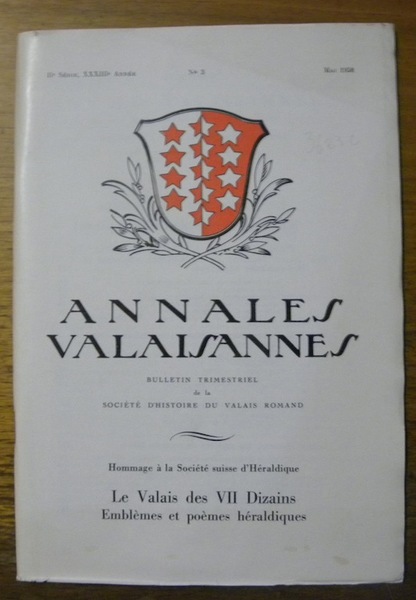 IIe Série, XXXIIIe Année No 3 Mai 1958
ANNALES
VALAISANNES
BULLETIN TRIMESTRIEL
de la
SOCIÉTÉ D'HISTOIRE DU VALAIS ROMAND
Hommage à la Société suisse d'Héraldique
Le Valais des VII Dizains
Emblèmes et poèmes héraldiques